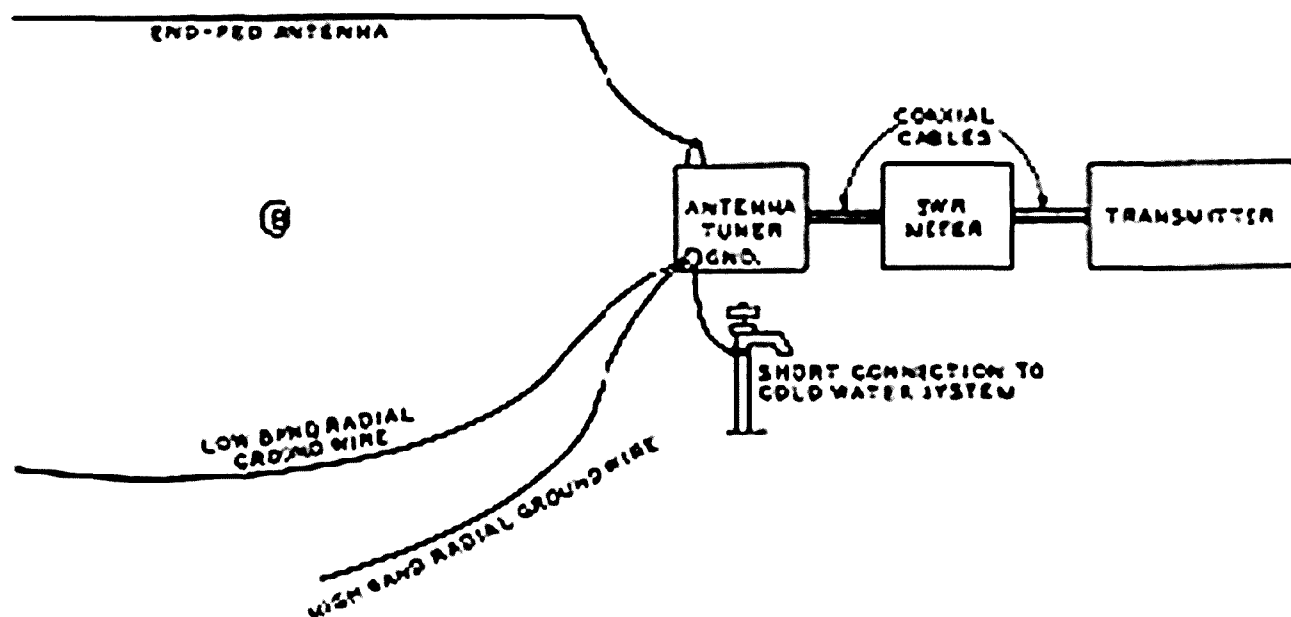 END-FED ANTENNA
COAXIAL
CABLES
ANTENNA
TUNER
GND.
SWR
METER
TRANSMITTER
B
SHORT CONNECTION TO
COLD WATER SYSTEM
LOW BAND RADIAL
GROUND WIRE
HIGH BAND RADIAL GROUND WIRE